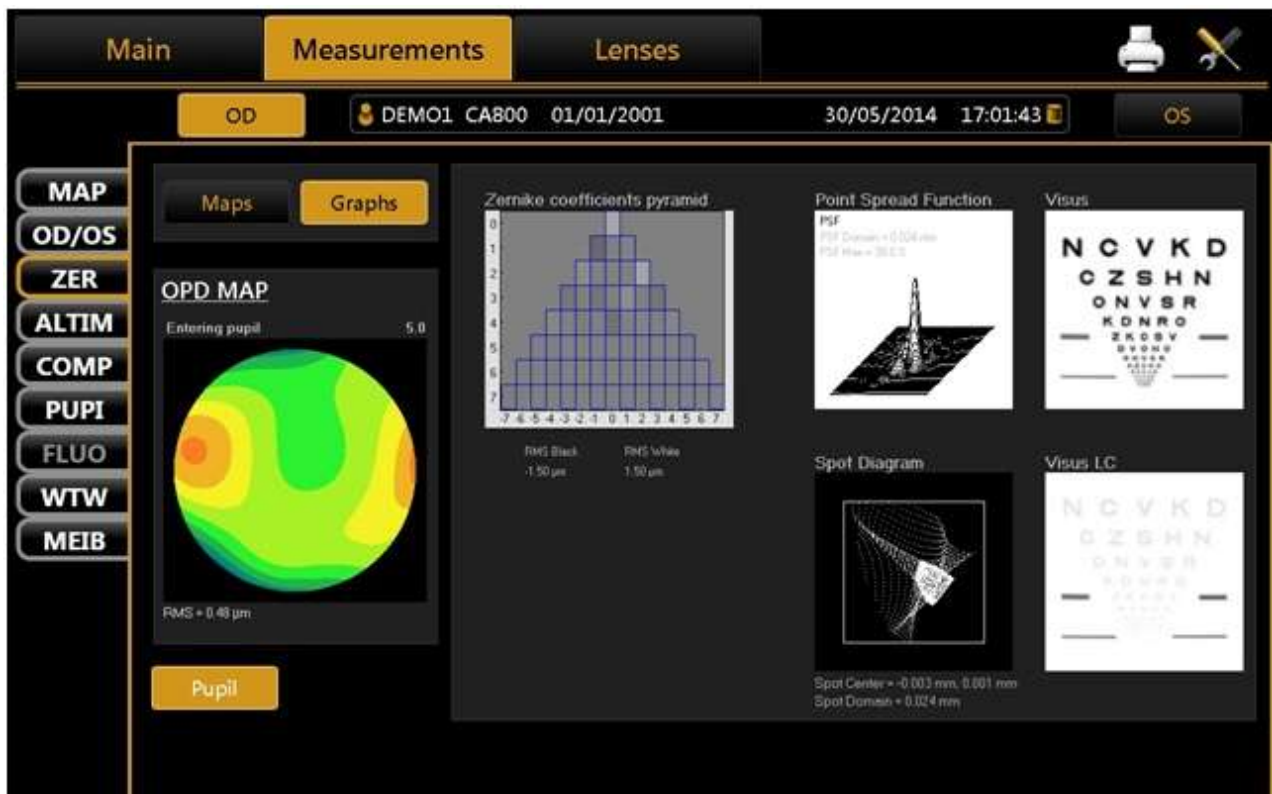 Main Measurements Lenses
OD DEMO1 CA800 01/01/2001 30/05/2014 17:01:43 OS
MAP
OD/OS
ZER
ALTIM
COMP
PUPI
FLUO
WTW
MEIB
Maps Graphs
OPD MAP
Entering pupil 5.0
RMS = 0.48 µm
Pupil
Zernike coefficients pyramid
0
1
2
3
4
5
6
7
-7 -6 -5 -4 -3 -2 -1 0 1 2 3 4 5 6 7
RMS Black RMS White
-1.50 µm 1.50 µm
Point Spread Function
PSF
PSF Domain = 0.024 mm
Visus
N C V K D
C Z S H N
O N V S R
K D N R O
Z K D S V
Spot Diagram
Spot Center = -0.003 mm, 0.001 mm
Spot Domain = 0.024 mm
Visus LC
N C V K D
C Z S H N
O N V S R
K D N R O